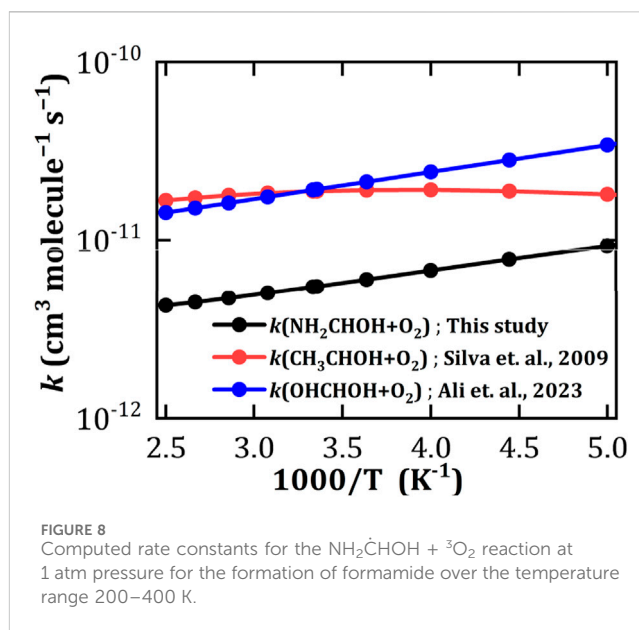 10⁻¹⁰
10⁻¹¹
10⁻¹²
k (cm³ molecule⁻¹ s⁻¹)
k(NH₂CHOH+O₂) ; This study
k(CH₃CHOH+O₂) ; Silva et. al., 2009
k(OHCHOH+O₂) ; Ali et. al., 2023
2.5 3.0 3.5 4.0 4.5 5.0
1000/T (K⁻¹)
FIGURE 8
Computed rate constants for the NH₂ĊHOH + ³O₂ reaction at
1 atm pressure for the formation of formamide over the temperature
range 200–400 K.